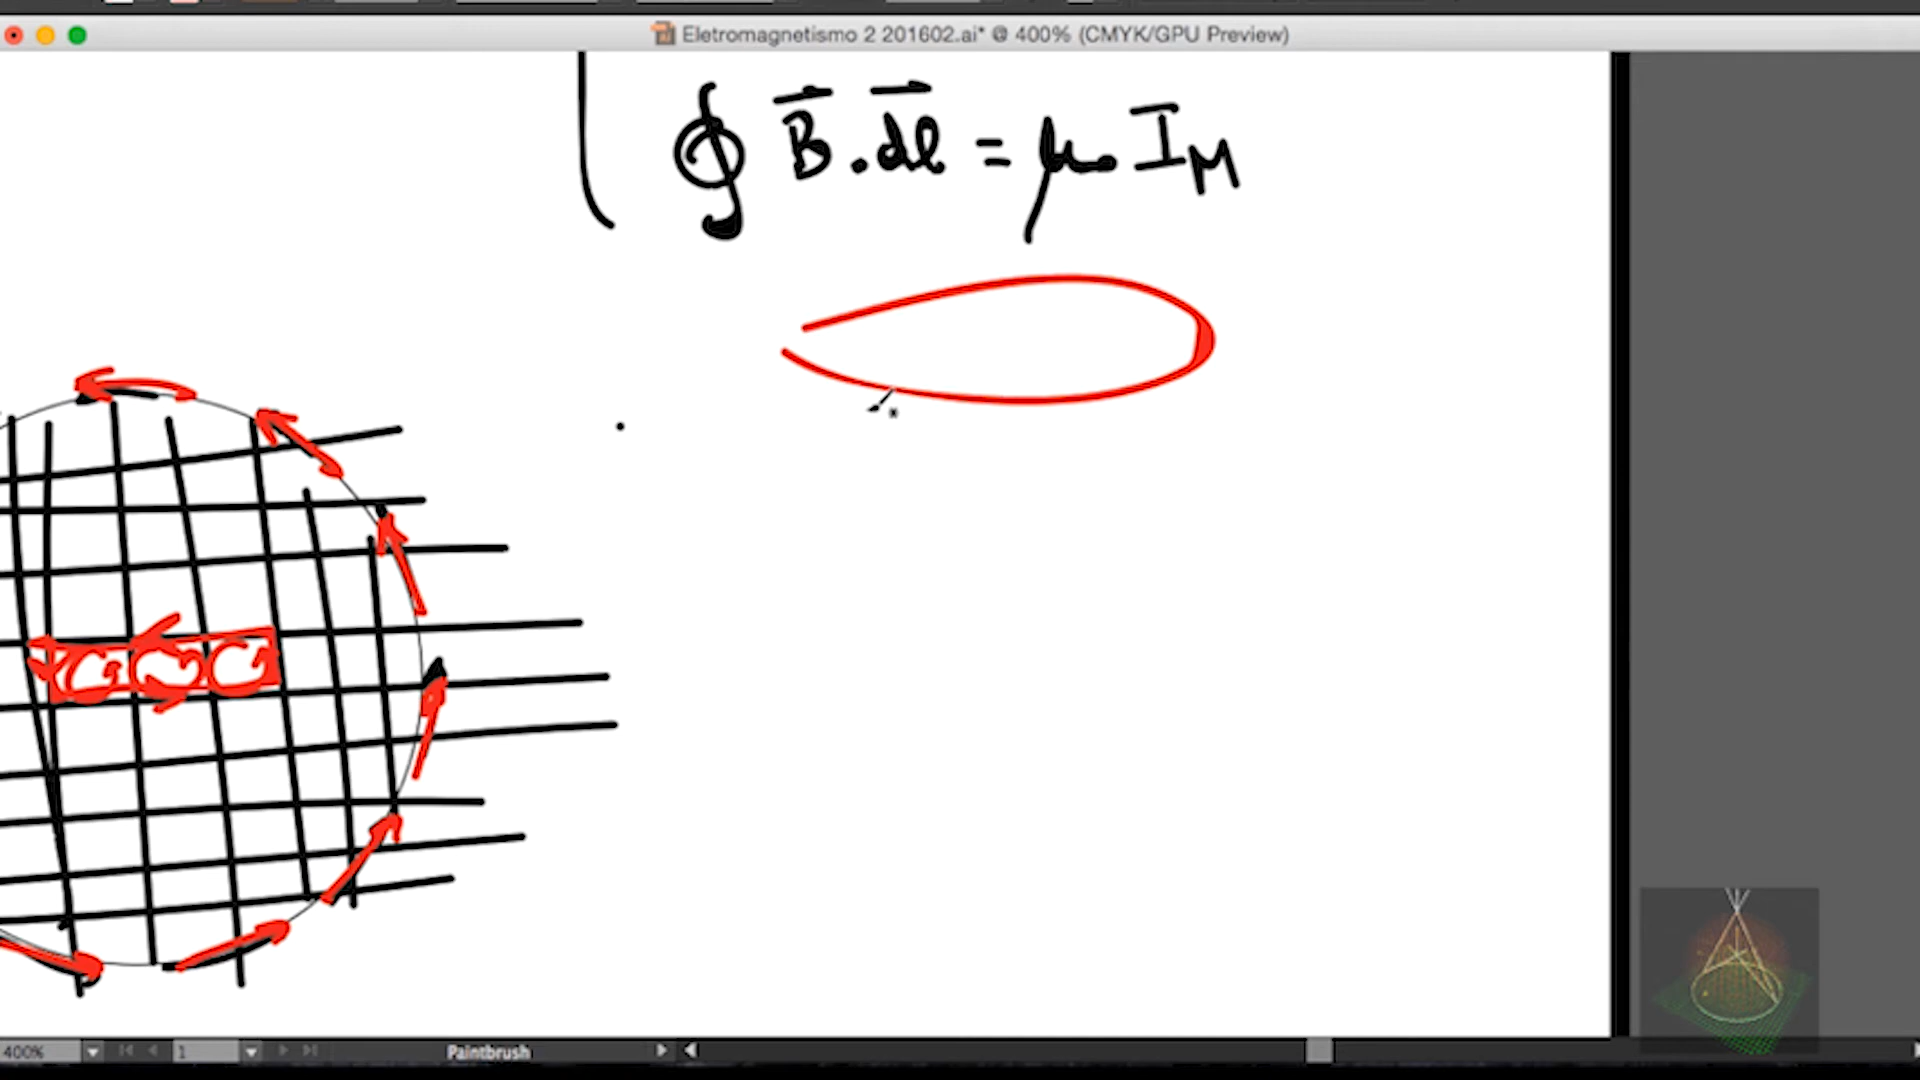 Eletromagnetismo 2 201602.ai* @ 400% (CMYK/GPU Preview)
∮ B⃗ . dl⃗ = μ₀ I_M
400%
1
Paintbrush